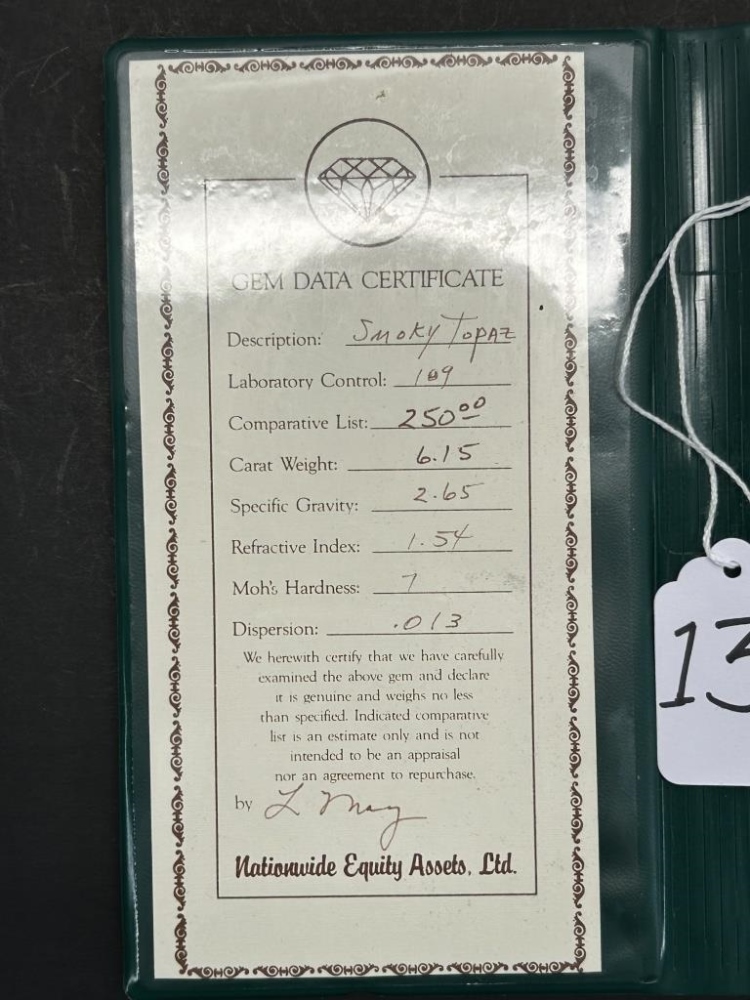 GEM DATA CERTIFICATE
Description: Smoky Topaz
Laboratory Control: 109
Comparative List: 250⁰⁰
Carat Weight: 6.15
Specific Gravity: 2.65
Refractive Index: 1.54
Moh's Hardness: 7
Dispersion: .013
We herewith certify that we have carefully
examined the above gem and declare
it is genuine and weighs no less
than specified. Indicated comparative
list is an estimate only and is not
intended to be an appraisal
nor an agreement to repurchase.
by L May
Nationwide Equity Assets, Ltd.
13